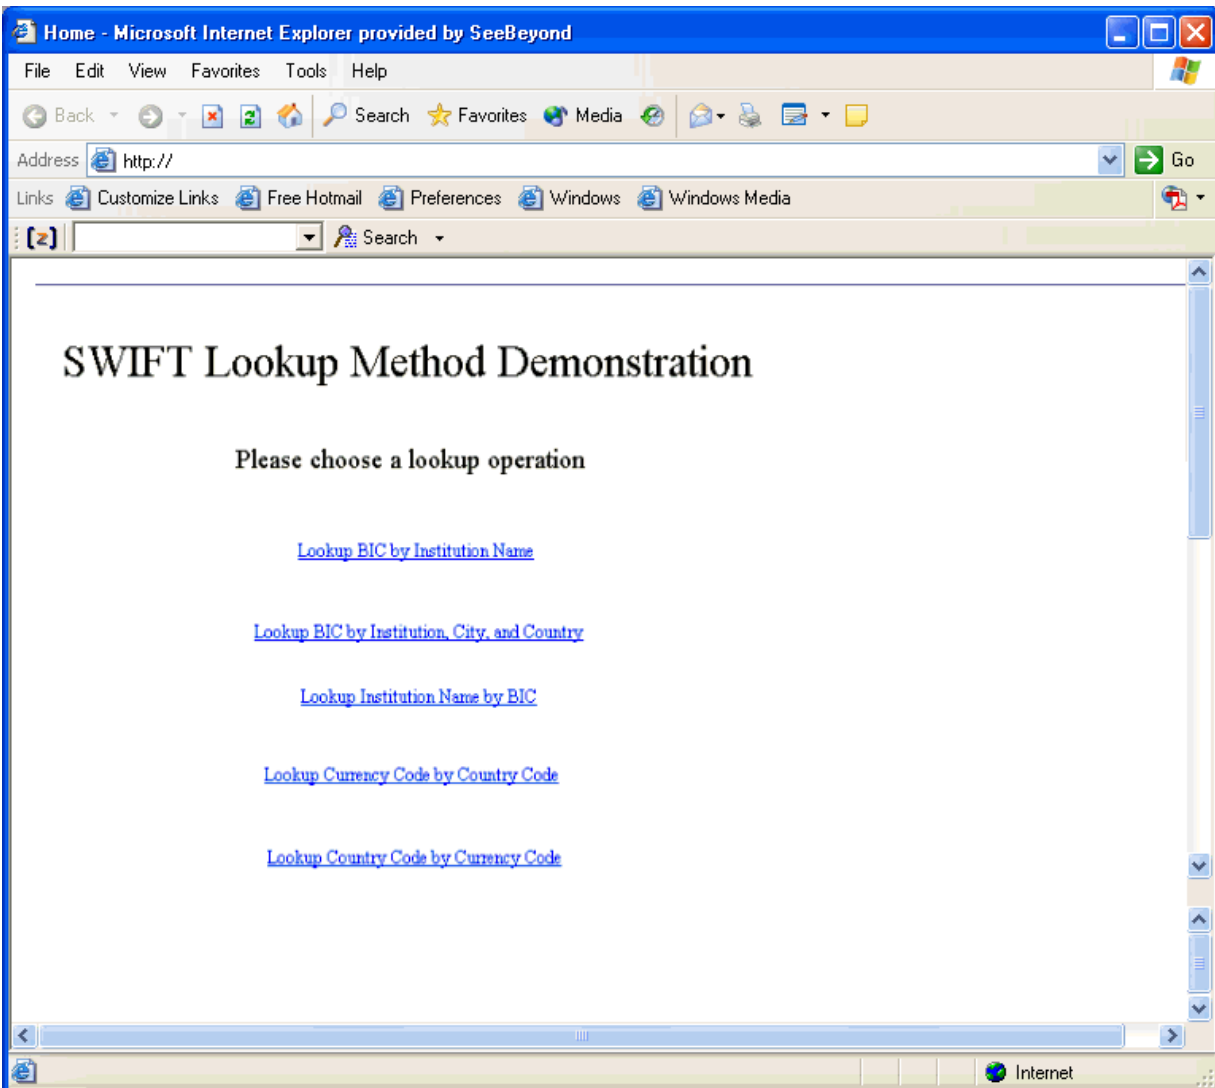 Home - Microsoft Internet Explorer provided by SeeBeyond
File Edit View Favorites Tools Help
Back Search Favorites Media
Address http:// Go
Links Customize Links Free Hotmail Preferences Windows Windows Media
[z] Search
SWIFT Lookup Method Demonstration
Please choose a lookup operation
Lookup BIC by Institution Name
Lookup BIC by Institution, City, and Country
Lookup Institution Name by BIC
Lookup Currency Code by Country Code
Lookup Country Code by Currency Code
Internet